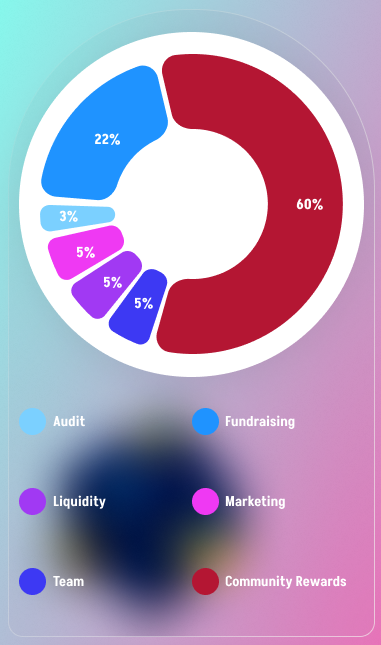 22%
60%
3%
5%
5%
5%
Audit
Fundraising
Liquidity
Marketing
Team
Community Rewards